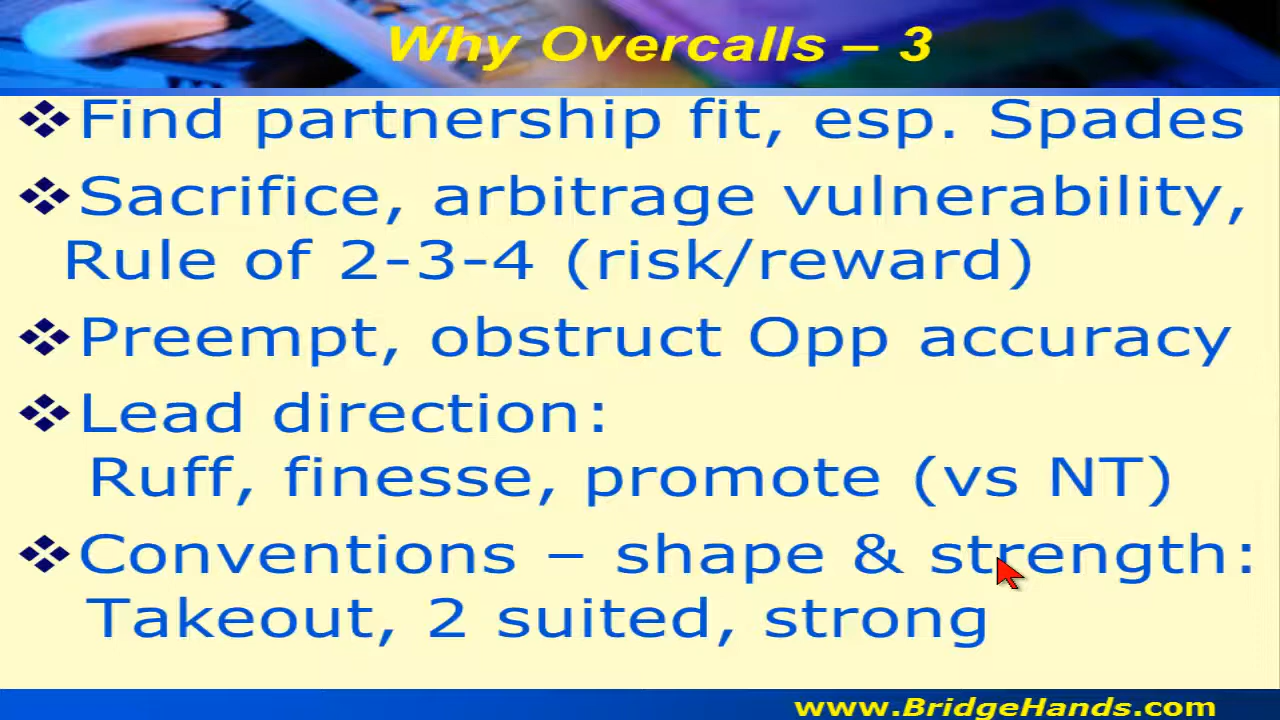 Why Overcalls – 3
❖Find partnership fit, esp. Spades
❖Sacrifice, arbitrage vulnerability,
Rule of 2-3-4 (risk/reward)
❖Preempt, obstruct Opp accuracy
❖Lead direction:
Ruff, finesse, promote (vs NT)
❖Conventions – shape & strength:
Takeout, 2 suited, strong
www.BridgeHands.com